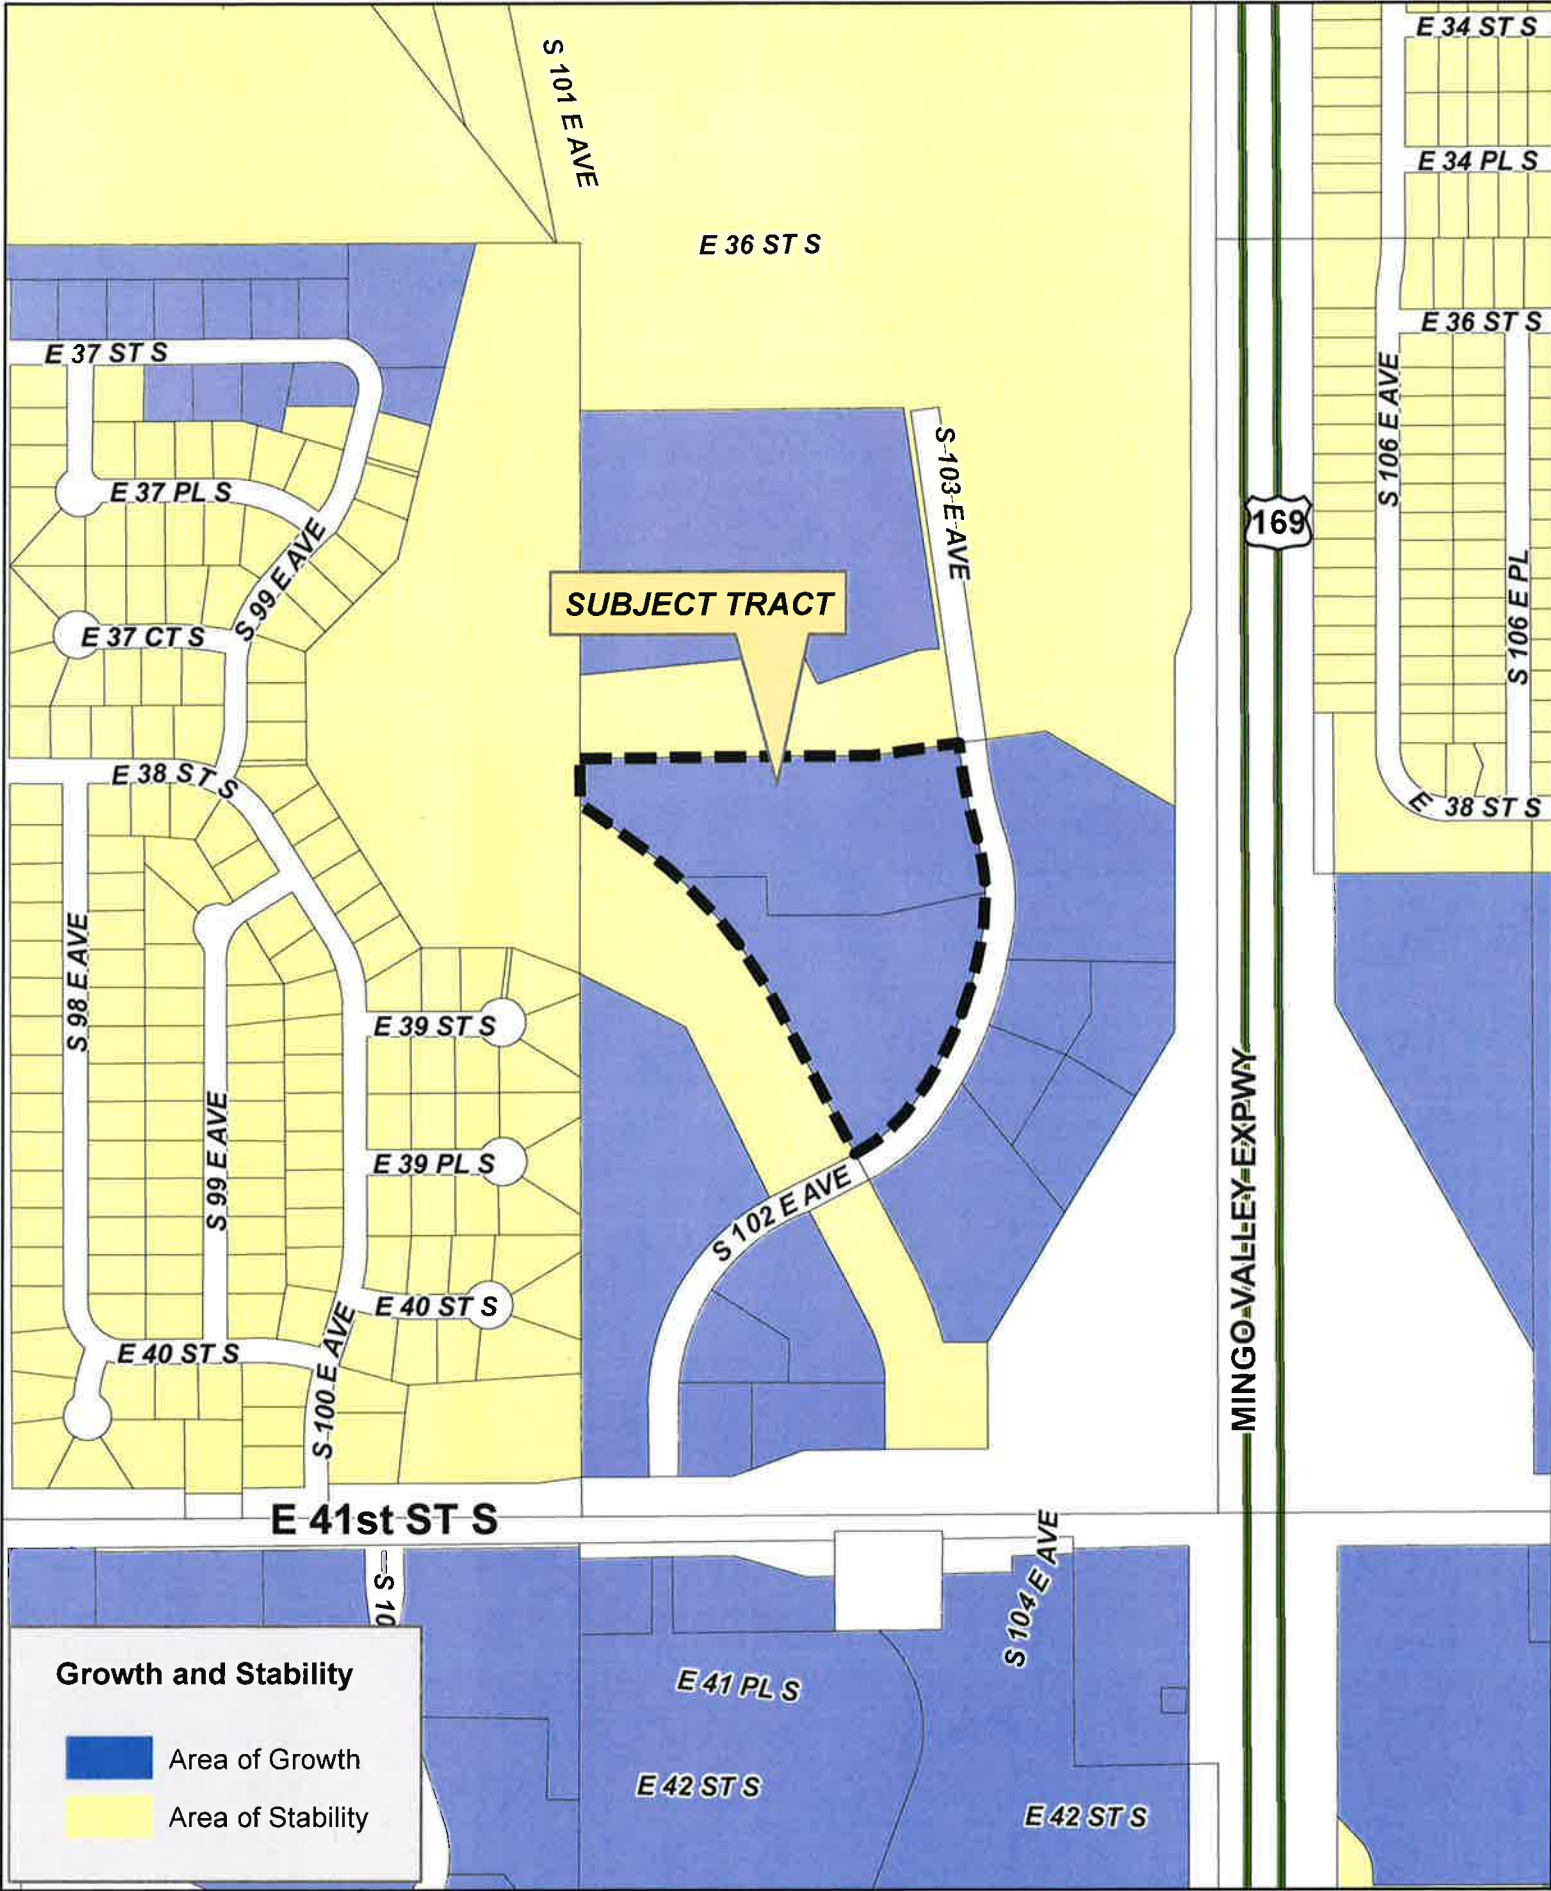 E 34 ST S
S 101 E AVE
E 34 PL S
E 36 ST S
E 36 ST S
E 37 ST S
S 106 E AVE
S 103 E AVE
E 37 PL S
169
S 99 E AVE
SUBJECT TRACT
S 106 E PL
E 37 CT S
E 38 ST S
E 38 ST S
S 98 E AVE
E 39 ST S
S 99 E AVE
E 39 PL S
S 102 E AVE
MINGO VALLEY EXPWY
E 40 ST S
E 40 ST S
S 100 E AVE
E 41st ST S
S 10
S 104 E AVE
E 41 PL S
E 42 ST S
E 42 ST S
Growth and Stability
Area of Growth
Area of Stability